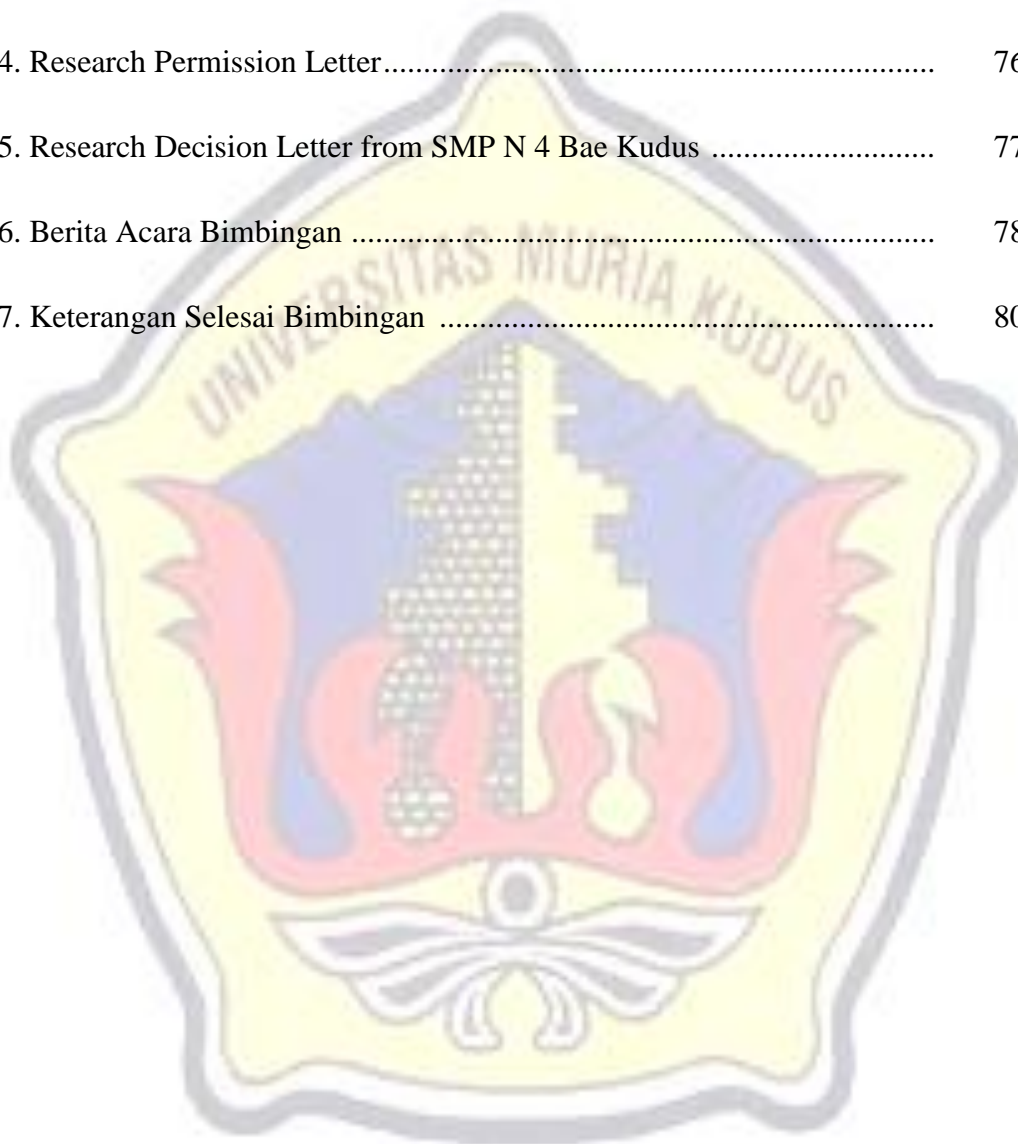 4. Research Permission Letter...................................................................... 76
5. Research Decision Letter from SMP N 4 Bae Kudus ............................ 77
6. Berita Acara Bimbingan .......................................................................... 78
7. Keterangan Selesai Bimbingan ............................................................... 80
UNIVERSITAS MURIA KUDUS